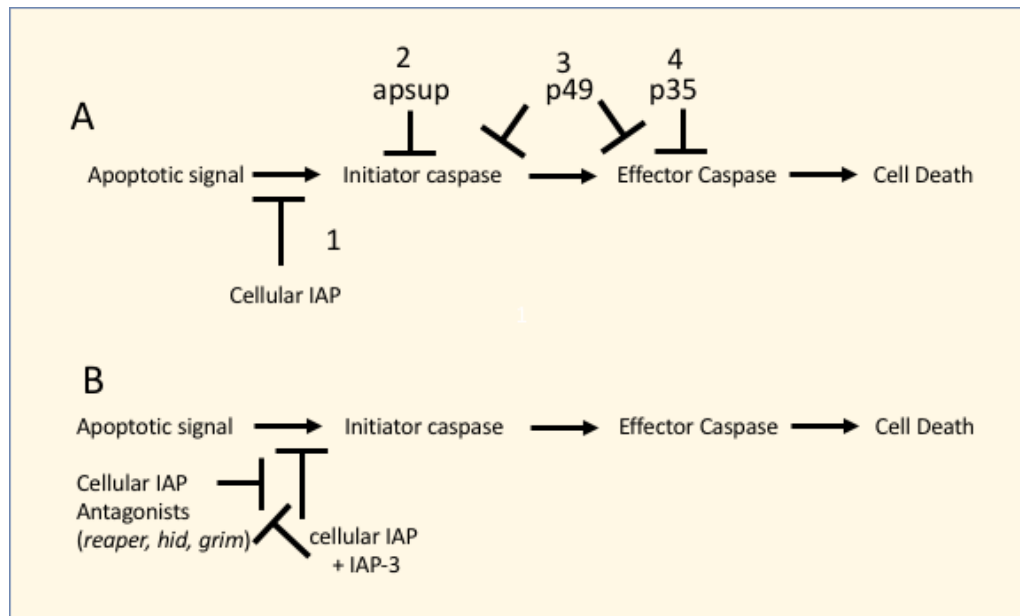 2
3
4
apsup
p49
p35
A
Apoptotic signal
Initiator caspase
Effector Caspase
Cell Death
1
Cellular IAP
1
B
Apoptotic signal
Initiator caspase
Effector Caspase
Cell Death
Cellular IAP
Antagonists
(reaper, hid, grim)
cellular IAP
+ IAP-3